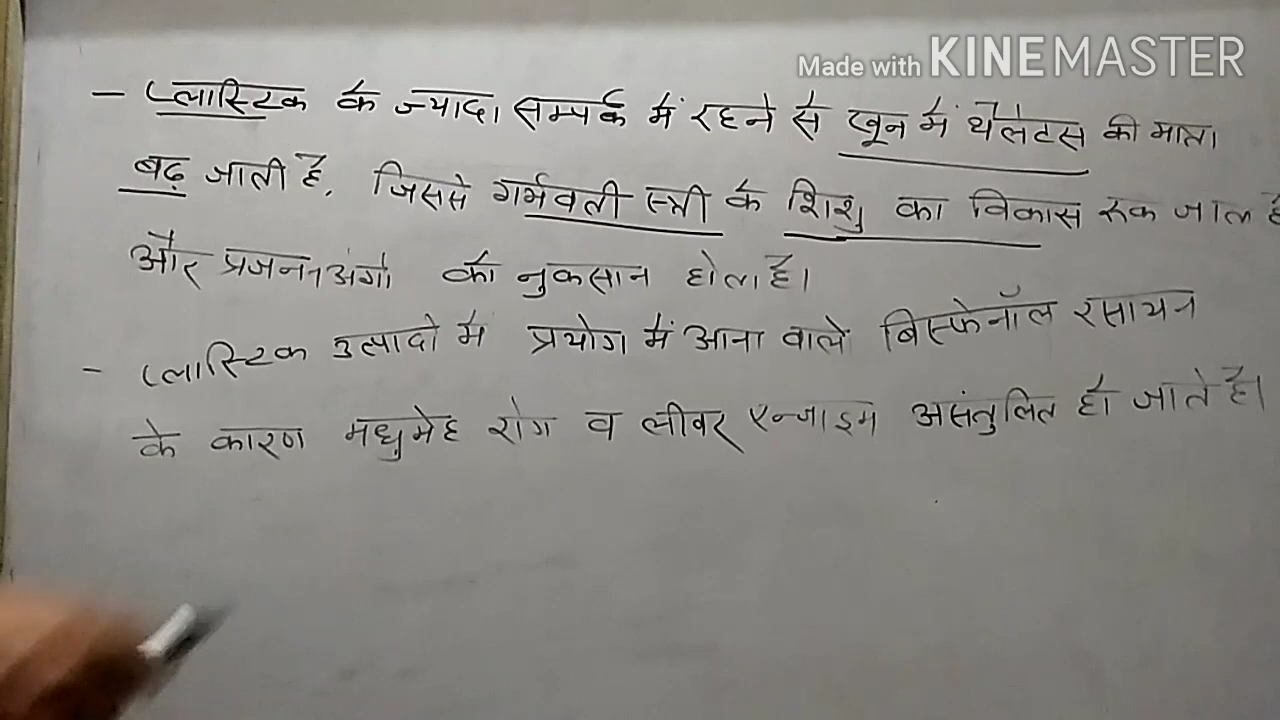 Made with KINEMASTER
- प्लास्टिक के ज्यादा सम्पर्क में रहने से खून में थैलेटस की मात्रा
बढ़ जाती है, जिससे गर्भवती स्त्री के शिशु का विकास रूक जाता है
और प्रजनन अंगो को नुकसान होता है।
- प्लास्टिक उत्पादो में प्रयोग में आना वाले बिस्फेनॉल रसायन
के कारण मधुमेह रोग व लीवर एन्जाइम असंतुलित हो जाते है।